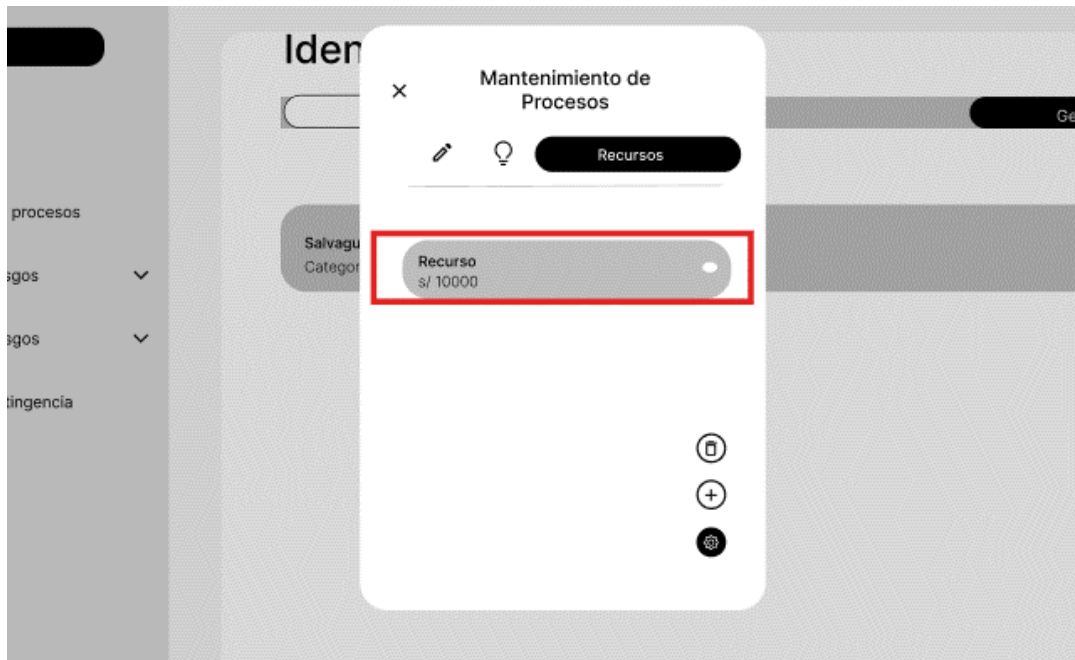 Iden
Mantenimiento de
Procesos
Ge
Recursos
procesos
sgos
sgos
tingencia
Salvagu
Categor
Recurso
s/ 10000